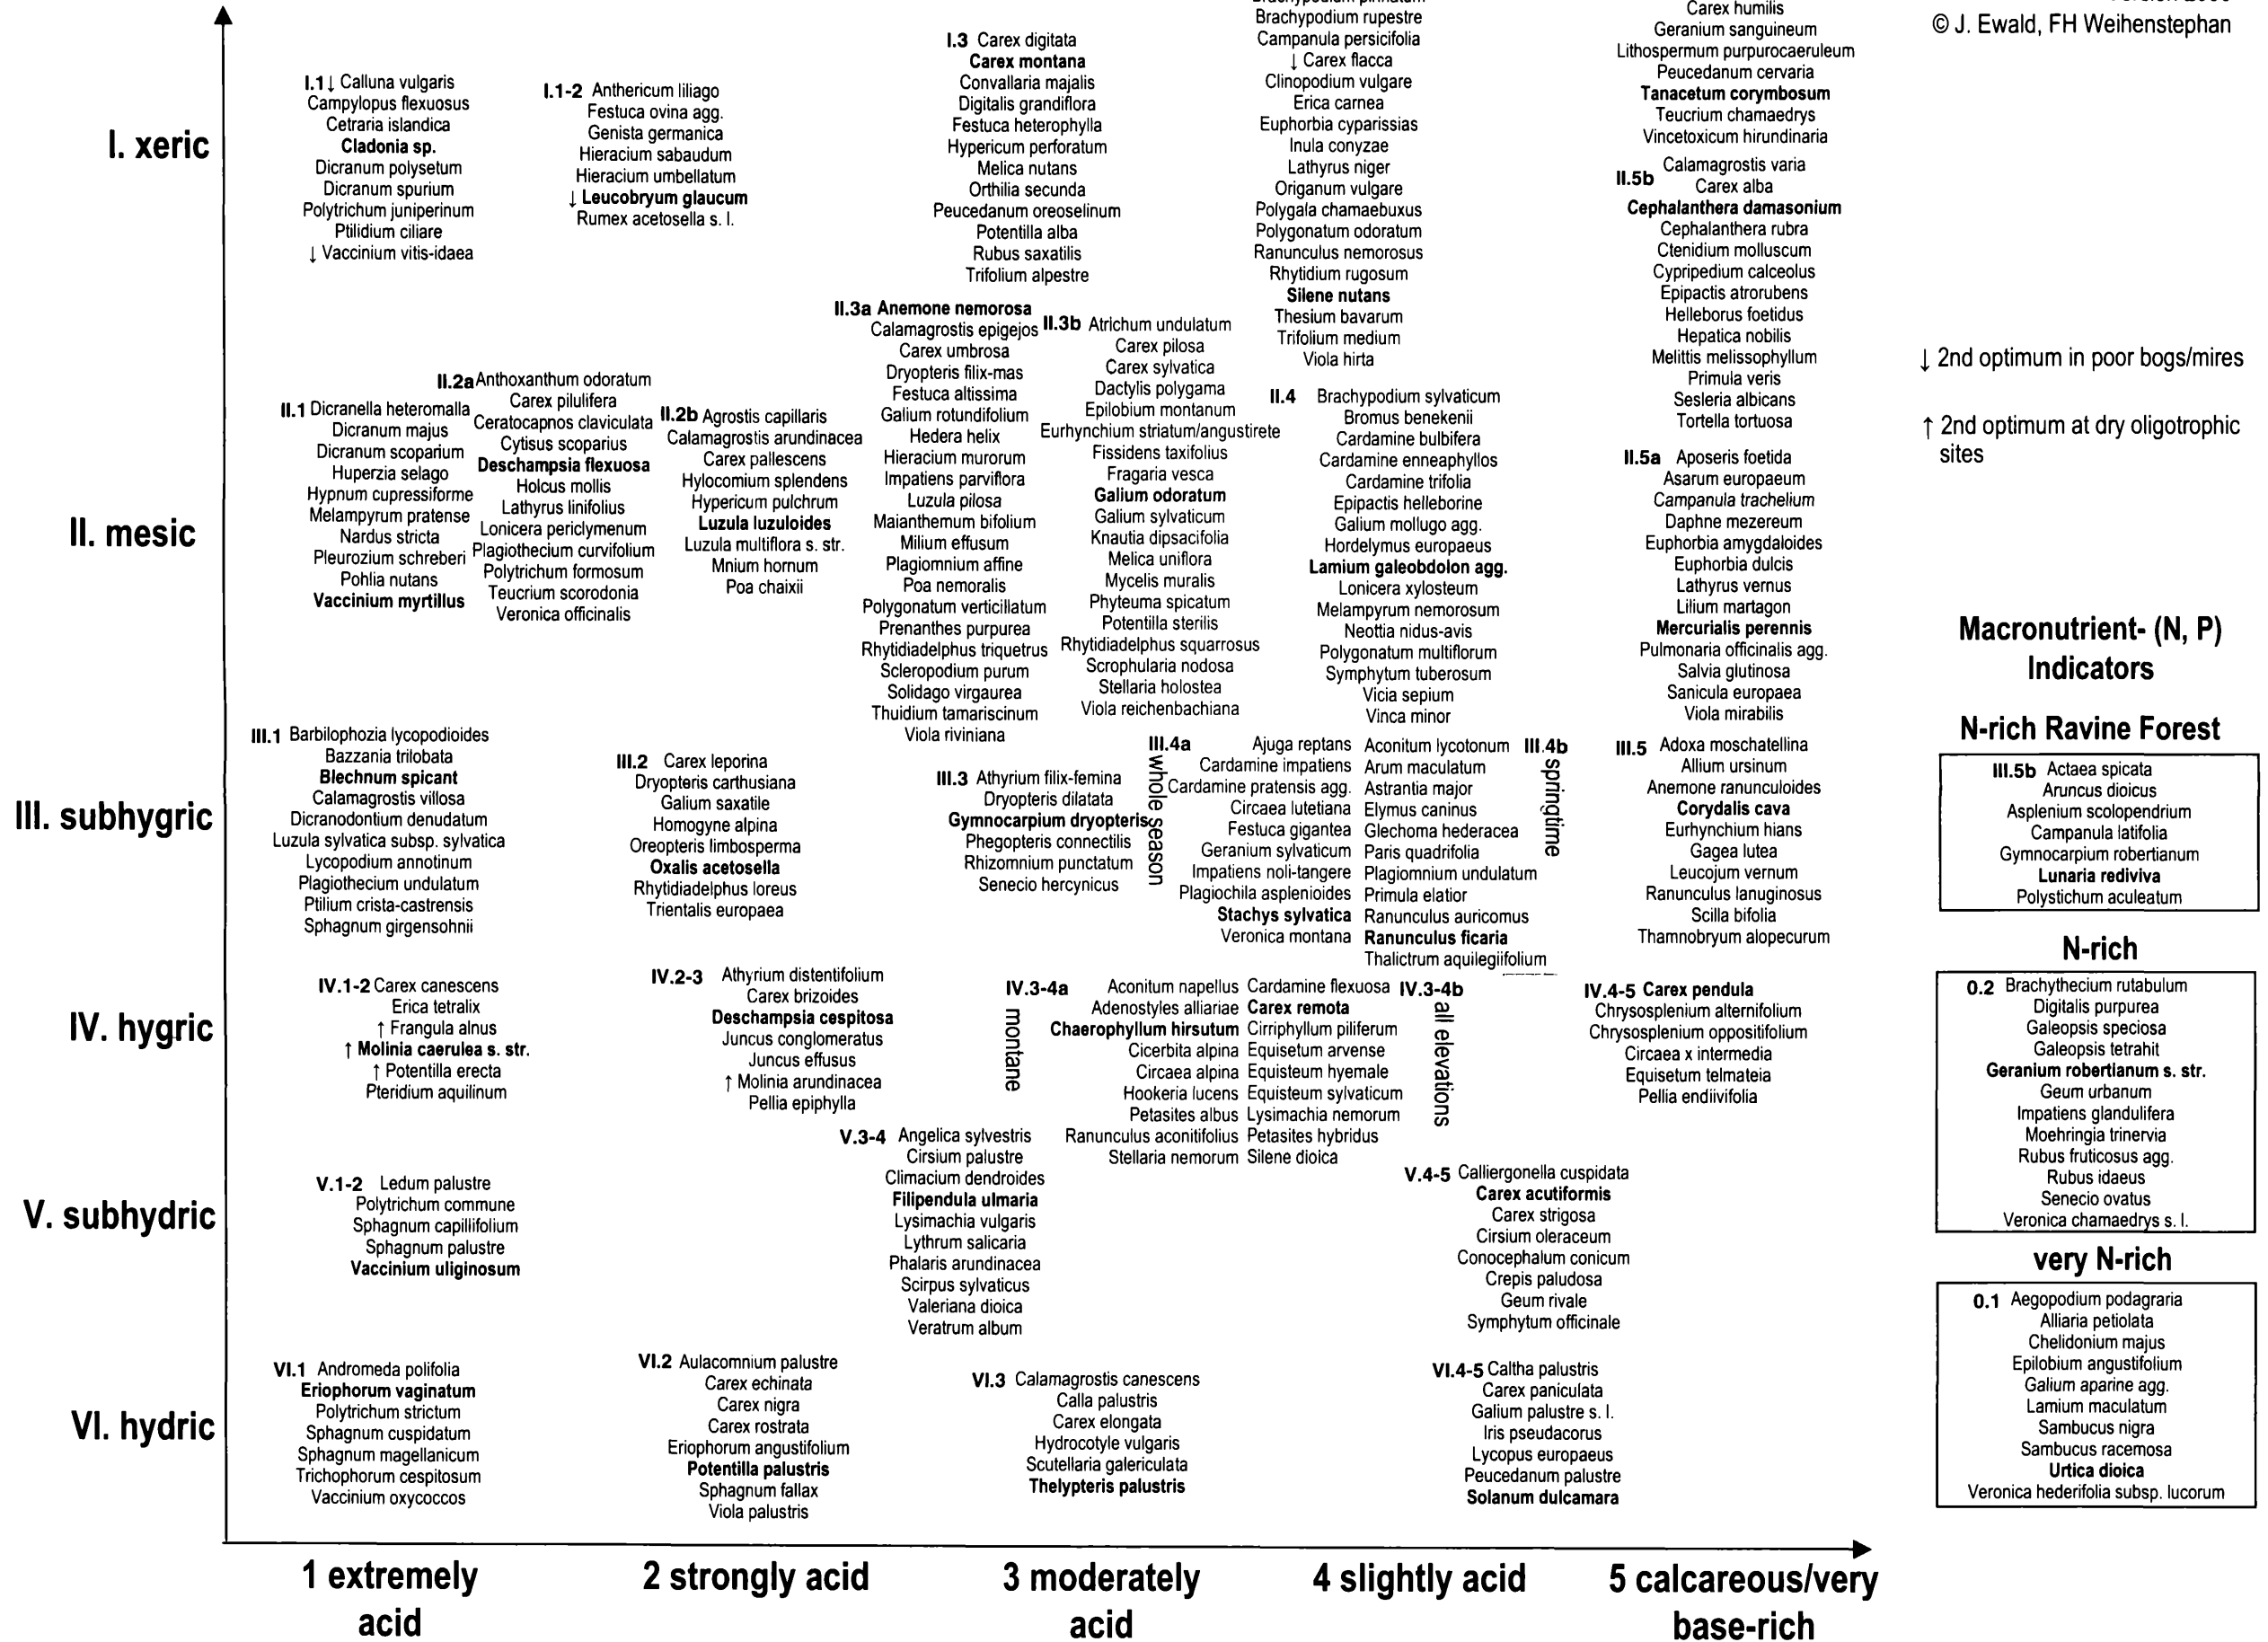 © J. Ewald, FH Weihenstephan
I. xeric
I.1 ↓ Calluna vulgaris
Campylopus flexuosus
Cetraria islandica
Cladonia sp.
Dicranum polysetum
Dicranum spurium
Polytrichum juniperinum
Ptilidium ciliare
↓ Vaccinium vitis-idaea
I.1-2 Anthericum liliago
Festuca ovina agg.
Genista germanica
Hieracium sabaudum
Hieracium umbellatum
↓ Leucobryum glaucum
Rumex acetosella s. l.
I.3 Carex digitata
Carex montana
Convallaria majalis
Digitalis grandiflora
Festuca heterophylla
Hypericum perforatum
Melica nutans
Orthilia secunda
Peucedanum oreoselinum
Potentilla alba
Rubus saxatilis
Trifolium alpestre
Brachypodium rupestre
Campanula persicifolia
↓ Carex flacca
Clinopodium vulgare
Erica carnea
Euphorbia cyparissias
Inula conyzae
Lathyrus niger
Origanum vulgare
Polygala chamaebuxus
Polygonatum odoratum
Ranunculus nemorosus
Rhytidium rugosum
Silene nutans
Thesium bavarum
Trifolium medium
Viola hirta
Carex humilis
Geranium sanguineum
Lithospermum purpurocaeruleum
Peucedanum cervaria
Tanacetum corymbosum
Teucrium chamaedrys
Vincetoxicum hirundinaria
II.5b Calamagrostis varia
Carex alba
Cephalanthera damasonium
Cephalanthera rubra
Ctenidium molluscum
Cypripedium calceolus
Epipactis atrorubens
Helleborus foetidus
Hepatica nobilis
Melittis melissophyllum
Primula veris
Sesleria albicans
Tortella tortuosa
↓ 2nd optimum in poor bogs/mires
↑ 2nd optimum at dry oligotrophic
sites
II. mesic
II.1 Dicranella heteromalla
Dicranum majus
Dicranum scoparium
Huperzia selago
Hypnum cupressiforme
Melampyrum pratense
Nardus stricta
Pleurozium schreberi
Pohlia nutans
Vaccinium myrtillus
II.2a Anthoxanthum odoratum
Carex pilulifera
Ceratocapnos claviculata
Cytisus scoparius
Deschampsia flexuosa
Holcus mollis
Lathyrus linifolius
Lonicera periclymenum
Plagiothecium curvifolium
Polytrichum formosum
Teucrium scorodonia
Veronica officinalis
II.2b Agrostis capillaris
Calamagrostis arundinacea
Carex pallescens
Hylocomium splendens
Hypericum pulchrum
Luzula luzuloides
Luzula multiflora s. str.
Mnium hornum
Poa chaixii
II.3a Anemone nemorosa
Calamagrostis epigejos
Carex umbrosa
Dryopteris filix-mas
Festuca altissima
Galium rotundifolium
Hedera helix
Hieracium murorum
Impatiens parviflora
Luzula pilosa
Maianthemum bifolium
Milium effusum
Plagiomnium affine
Poa nemoralis
Polygonatum verticillatum
Prenanthes purpurea
Rhytidiadelphus triquetrus
Scleropodium purum
Solidago virgaurea
Thuidium tamariscinum
Viola riviniana
II.3b Atrichum undulatum
Carex pilosa
Carex sylvatica
Dactylis polygama
Epilobium montanum
Eurhynchium striatum/angustirete
Fissidens taxifolius
Fragaria vesca
Galium odoratum
Galium sylvaticum
Knautia dipsacifolia
Melica uniflora
Mycelis muralis
Phyteuma spicatum
Potentilla sterilis
Rhytidiadelphus squarrosus
Scrophularia nodosa
Stellaria holostea
Viola reichenbachiana
II.4 Brachypodium sylvaticum
Bromus benekenii
Cardamine bulbifera
Cardamine enneaphyllos
Cardamine trifolia
Epipactis helleborine
Galium mollugo agg.
Hordelymus europaeus
Lamium galeobdolon agg.
Lonicera xylosteum
Melampyrum nemorosum
Neottia nidus-avis
Polygonatum multiflorum
Symphytum tuberosum
Vicia sepium
Vinca minor
II.5a Aposeris foetida
Asarum europaeum
Campanula trachelium
Daphne mezereum
Euphorbia amygdaloides
Euphorbia dulcis
Lathyrus vernus
Lilium martagon
Mercurialis perennis
Pulmonaria officinalis agg.
Salvia glutinosa
Sanicula europaea
Viola mirabilis
III. subhygric
III.1 Barbilophozia lycopodioides
Bazzania trilobata
Blechnum spicant
Calamagrostis villosa
Dicranodontium denudatum
Luzula sylvatica subsp. sylvatica
Lycopodium annotinum
Plagiothecium undulatum
Ptilium crista-castrensis
Sphagnum girgensohnii
III.2 Carex leporina
Dryopteris carthusiana
Galium saxatile
Homogyne alpina
Oreopteris limbosperma
Oxalis acetosella
Rhytidiadelphus loreus
Trientalis europaea
III.3 Athyrium filix-femina
Dryopteris dilatata
Gymnocarpium dryopteris
Phegopteris connectilis
Rhizomnium punctatum
Senecio hercynicus
III.4a
whole season
Ajuga reptans
Cardamine impatiens
Cardamine pratensis agg.
Circaea lutetiana
Festuca gigantea
Geranium sylvaticum
Impatiens noli-tangere
Plagiochila asplenioides
Stachys sylvatica
Veronica montana
Aconitum lycotonum III.4b
springtime
Arum maculatum
Astrantia major
Elymus caninus
Glechoma hederacea
Paris quadrifolia
Plagiomnium undulatum
Primula elatior
Ranunculus auricomus
Ranunculus ficaria
Thalictrum aquilegiifolium
III.5 Adoxa moschatellina
Allium ursinum
Anemone ranunculoides
Corydalis cava
Eurhynchium hians
Gagea lutea
Leucojum vernum
Ranunculus lanuginosus
Scilla bifolia
Thamnobryum alopecurum
IV. hygric
IV.1-2 Carex canescens
Erica tetralix
↑ Frangula alnus
↑ Molinia caerulea s. str.
↑ Potentilla erecta
Pteridium aquilinum
IV.2-3 Athyrium distentifolium
Carex brizoides
Deschampsia cespitosa
Juncus conglomeratus
Juncus effusus
↑ Molinia arundinacea
Pellia epiphylla
IV.3-4a
montane
Aconitum napellus
Adenostyles alliariae
Chaerophyllum hirsutum
Cicerbita alpina
Circaea alpina
Hookeria lucens
Petasites albus
Ranunculus aconitifolius
Stellaria nemorum
Cardamine flexuosa IV.3-4b
all elevations
Carex remota
Cirriphyllum piliferum
Equisetum arvense
Equisteum hyemale
Equisteum sylvaticum
Lysimachia nemorum
Petasites hybridus
Silene dioica
IV.4-5 Carex pendula
Chrysosplenium alternifolium
Chrysosplenium oppositifolium
Circaea x intermedia
Equisetum telmateia
Pellia endiivifolia
V. subhydric
V.1-2 Ledum palustre
Polytrichum commune
Sphagnum capillifolium
Sphagnum palustre
Vaccinium uliginosum
V.3-4 Angelica sylvestris
Cirsium palustre
Climacium dendroides
Filipendula ulmaria
Lysimachia vulgaris
Lythrum salicaria
Phalaris arundinacea
Scirpus sylvaticus
Valeriana dioica
Veratrum album
V.4-5 Calliergonella cuspidata
Carex acutiformis
Carex strigosa
Cirsium oleraceum
Conocephalum conicum
Crepis paludosa
Geum rivale
Symphytum officinale
VI. hydric
VI.1 Andromeda polifolia
Eriophorum vaginatum
Polytrichum strictum
Sphagnum cuspidatum
Sphagnum magellanicum
Trichophorum cespitosum
Vaccinium oxycoccos
VI.2 Aulacomnium palustre
Carex echinata
Carex nigra
Carex rostrata
Eriophorum angustifolium
Potentilla palustris
Sphagnum fallax
Viola palustris
VI.3 Calamagrostis canescens
Calla palustris
Carex elongata
Hydrocotyle vulgaris
Scutellaria galericulata
Thelypteris palustris
VI.4-5 Caltha palustris
Carex paniculata
Galium palustre s. l.
Iris pseudacorus
Lycopus europaeus
Peucedanum palustre
Solanum dulcamara
1 extremely
acid
2 strongly acid
3 moderately
acid
4 slightly acid
5 calcareous/very
base-rich
Macronutrient- (N, P)
Indicators
N-rich Ravine Forest
III.5b Actaea spicata
Aruncus dioicus
Asplenium scolopendrium
Campanula latifolia
Gymnocarpium robertianum
Lunaria rediviva
Polystichum aculeatum
N-rich
0.2 Brachythecium rutabulum
Digitalis purpurea
Galeopsis speciosa
Galeopsis tetrahit
Geranium robertianum s. str.
Geum urbanum
Impatiens glandulifera
Moehringia trinervia
Rubus fruticosus agg.
Rubus idaeus
Senecio ovatus
Veronica chamaedrys s. l.
very N-rich
0.1 Aegopodium podagraria
Alliaria petiolata
Chelidonium majus
Epilobium angustifolium
Galium aparine agg.
Lamium maculatum
Sambucus nigra
Sambucus racemosa
Urtica dioica
Veronica hederifolia subsp. lucorum